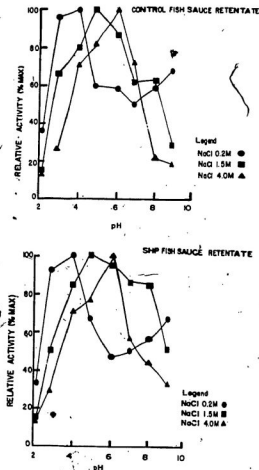 CONTROL FISH SAUCE RETENTATE
RELATIVE ACTIVITY (% MAX)
100
80
60
40
20
0
2
4
6
8
10
pH
Legend
NaCl 0.2M
NaCl 1.5M
NaCl 4.0M
SHIP FISH SAUCE RETENTATE
RELATIVE ACTIVITY (% MAX)
100
80
60
40
20
0
2
4
6
8
10
pH
Legend
NaCl 0.2M
NaCl 1.5M
NaCl 4.0M